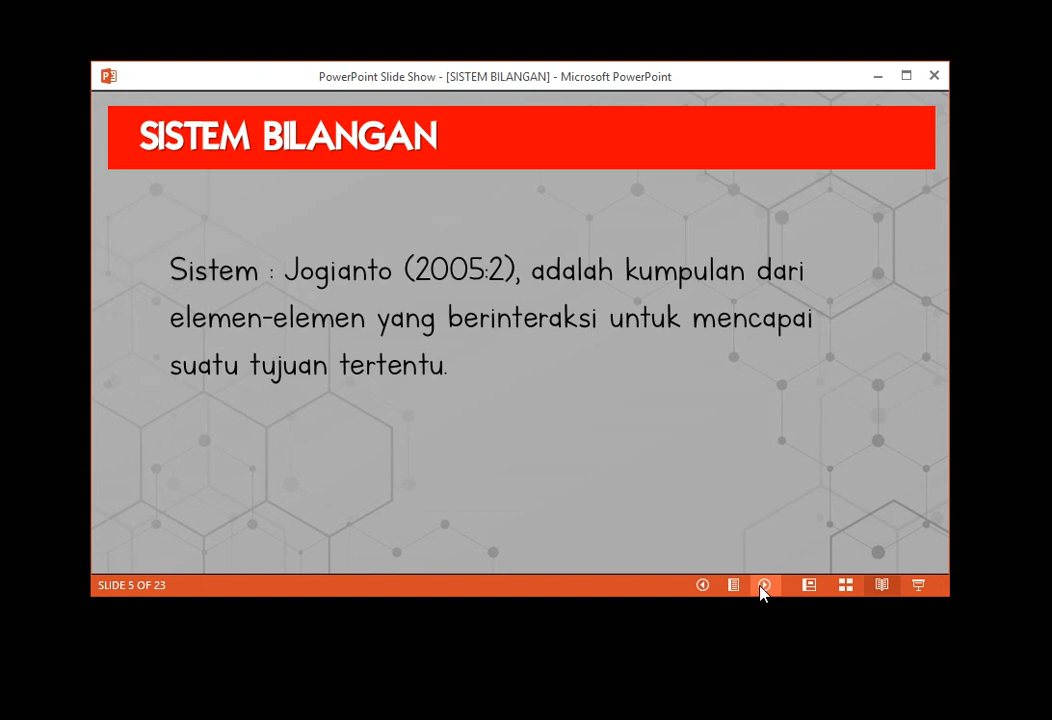 PowerPoint Slide Show - [SISTEM BILANGAN] - Microsoft PowerPoint
SISTEM BILANGAN
Sistem : Jogianto (2005:2), adalah kumpulan dari
elemen-elemen yang berinteraksi untuk mencapai
suatu tujuan tertentu.
SLIDE 5 OF 23